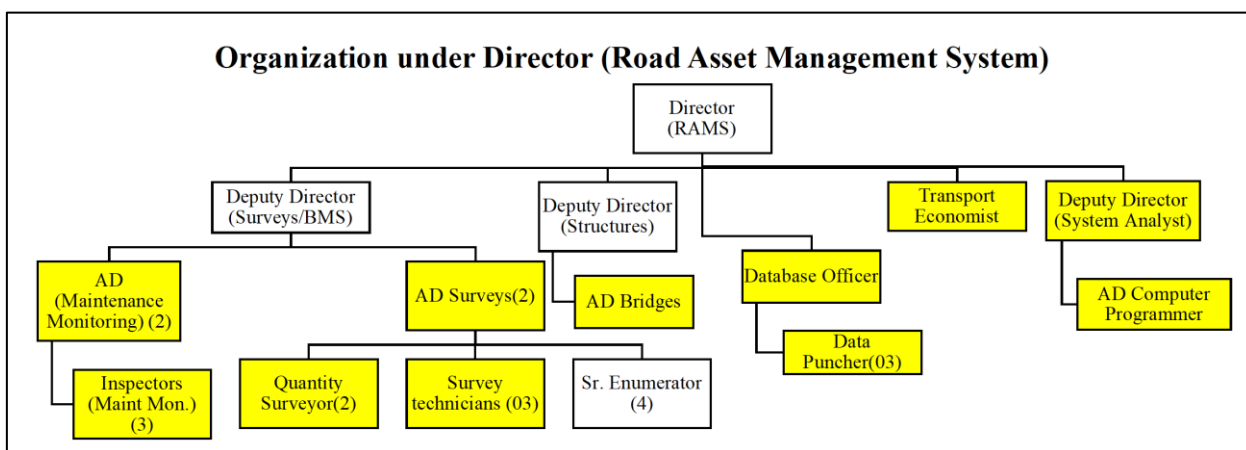 Organization under Director (Road Asset Management System)
Director
(RAMS)
Deputy Director
(Surveys/BMS)
Deputy Director
(Structures)
Transport
Economist
Deputy Director
(System Analyst)
AD
(Maintenance
Monitoring) (2)
AD Surveys(2)
AD Bridges
Database Officer
AD Computer
Programmer
Inspectors
(Maint Mon.)
(3)
Quantity
Surveyor(2)
Survey
technicians (03)
Sr. Enumerator
(4)
Data
Puncher(03)